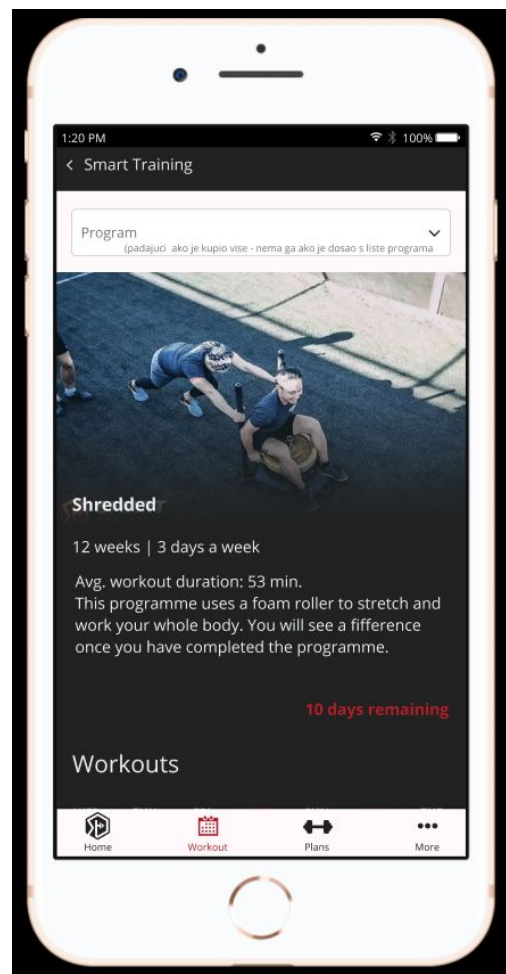 1:20 PM 100%
< Smart Training
Program
(padajuci ako je kupio vise - nema ga ako je dosao s liste programa
Shredded
12 weeks | 3 days a week
Avg. workout duration: 53 min.
This programme uses a foam roller to stretch and
work your whole body. You will see a fifference
once you have completed the programme.
10 days remaining
Workouts
Home Workout Plans More